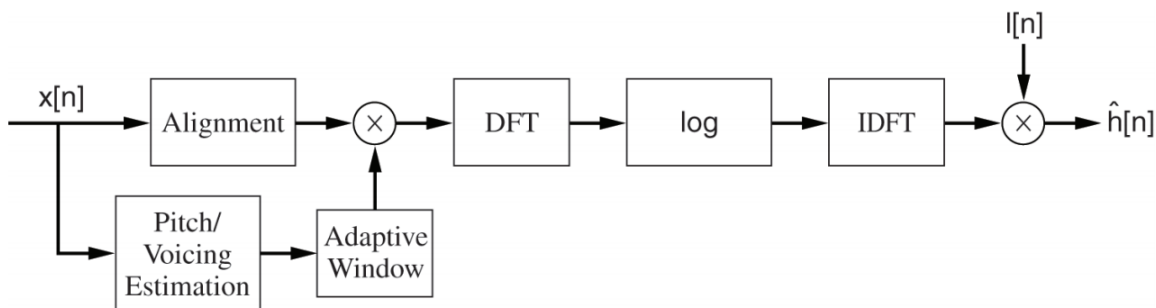 l[n]
x[n]
Alignment
×
DFT
log
IDFT
×
ĥ[n]
Pitch/
Voicing
Estimation
Adaptive
Window